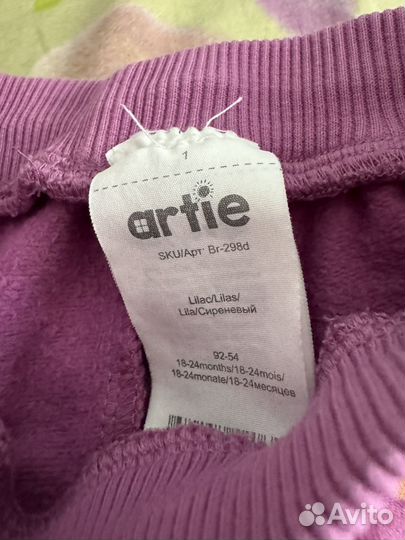 1
artie
SKU/Арт: Br-298d
Lilac/Lilas/
Lila/Сиреневый
92-54
18-24months/18-24mois/
18-24monate/18-24месяцев
Avito